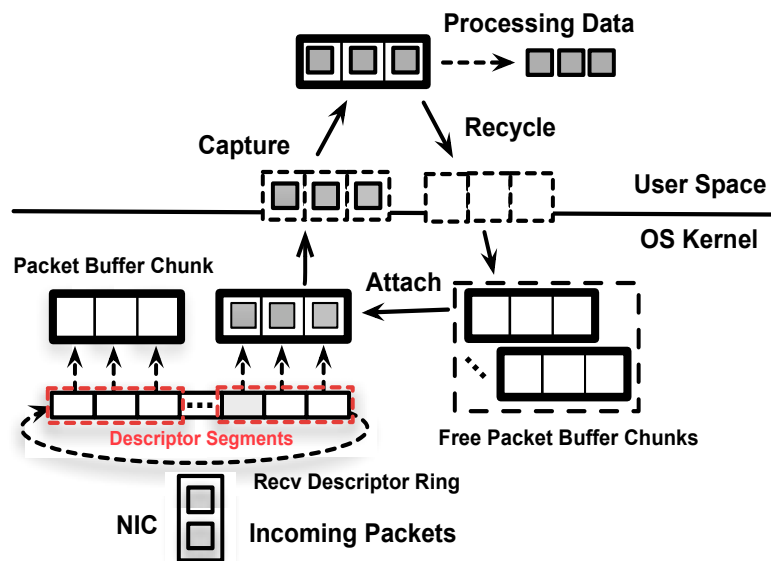 Processing Data
Recycle
Capture
User Space
OS Kernel
Packet Buffer Chunk
Attach
Descriptor Segments
Free Packet Buffer Chunks
Recv Descriptor Ring
NIC
Incoming Packets